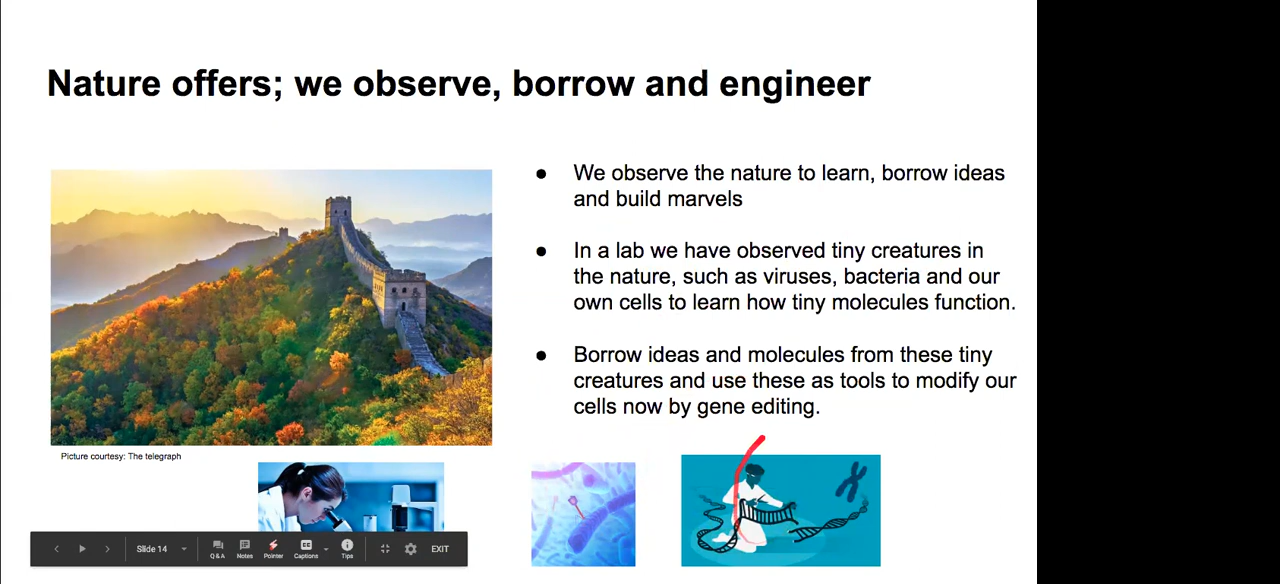 Nature offers; we observe, borrow and engineer
● We observe the nature to learn, borrow ideas
and build marvels
● In a lab we have observed tiny creatures in
the nature, such as viruses, bacteria and our
own cells to learn how tiny molecules function.
● Borrow ideas and molecules from these tiny
creatures and use these as tools to modify our
cells now by gene editing.
Picture courtesy: The telegraph
Slide 14
Q & A
Notes
Pointer
CC
Captions
Tips
EXIT